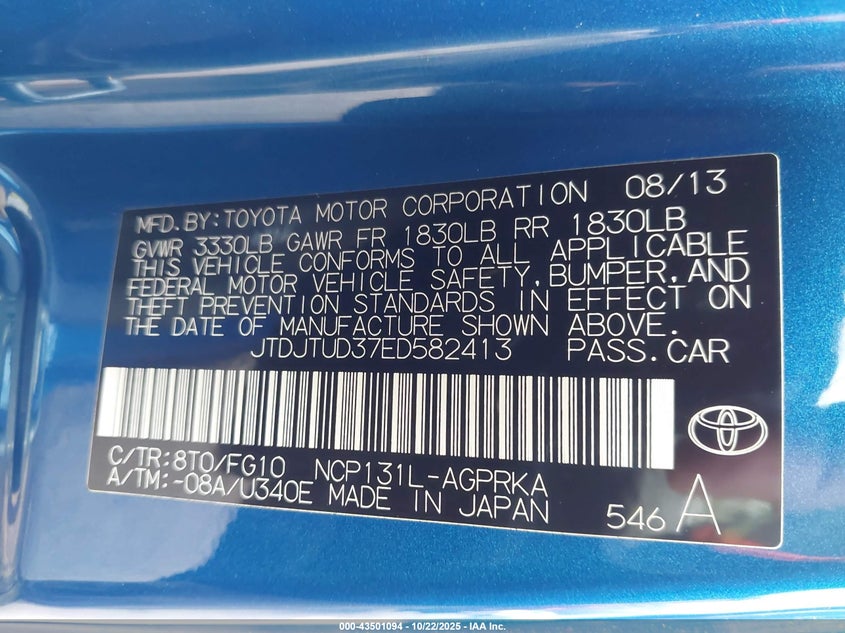 MFD.BY:TOYOTA MOTOR CORPORATION 08/13
GVWR 3330LB GAWR FR 1830LB RR 1830LB
THIS VEHICLE CONFORMS TO ALL APPLICABLE
FEDERAL MOTOR VEHICLE SAFETY,BUMPER,AND
THEFT PREVENTION STANDARDS IN EFFECT ON
THE DATE OF MANUFACTURE SHOWN ABOVE.
JTDJTUD37ED582413 PASS.CAR
C/TR:8T0/FG10 NCP131L-AGPRKA
A/TM:-08A/U340E MADE IN JAPAN
546 A
000-43501094 - 10/22/2025 - IAA Inc.